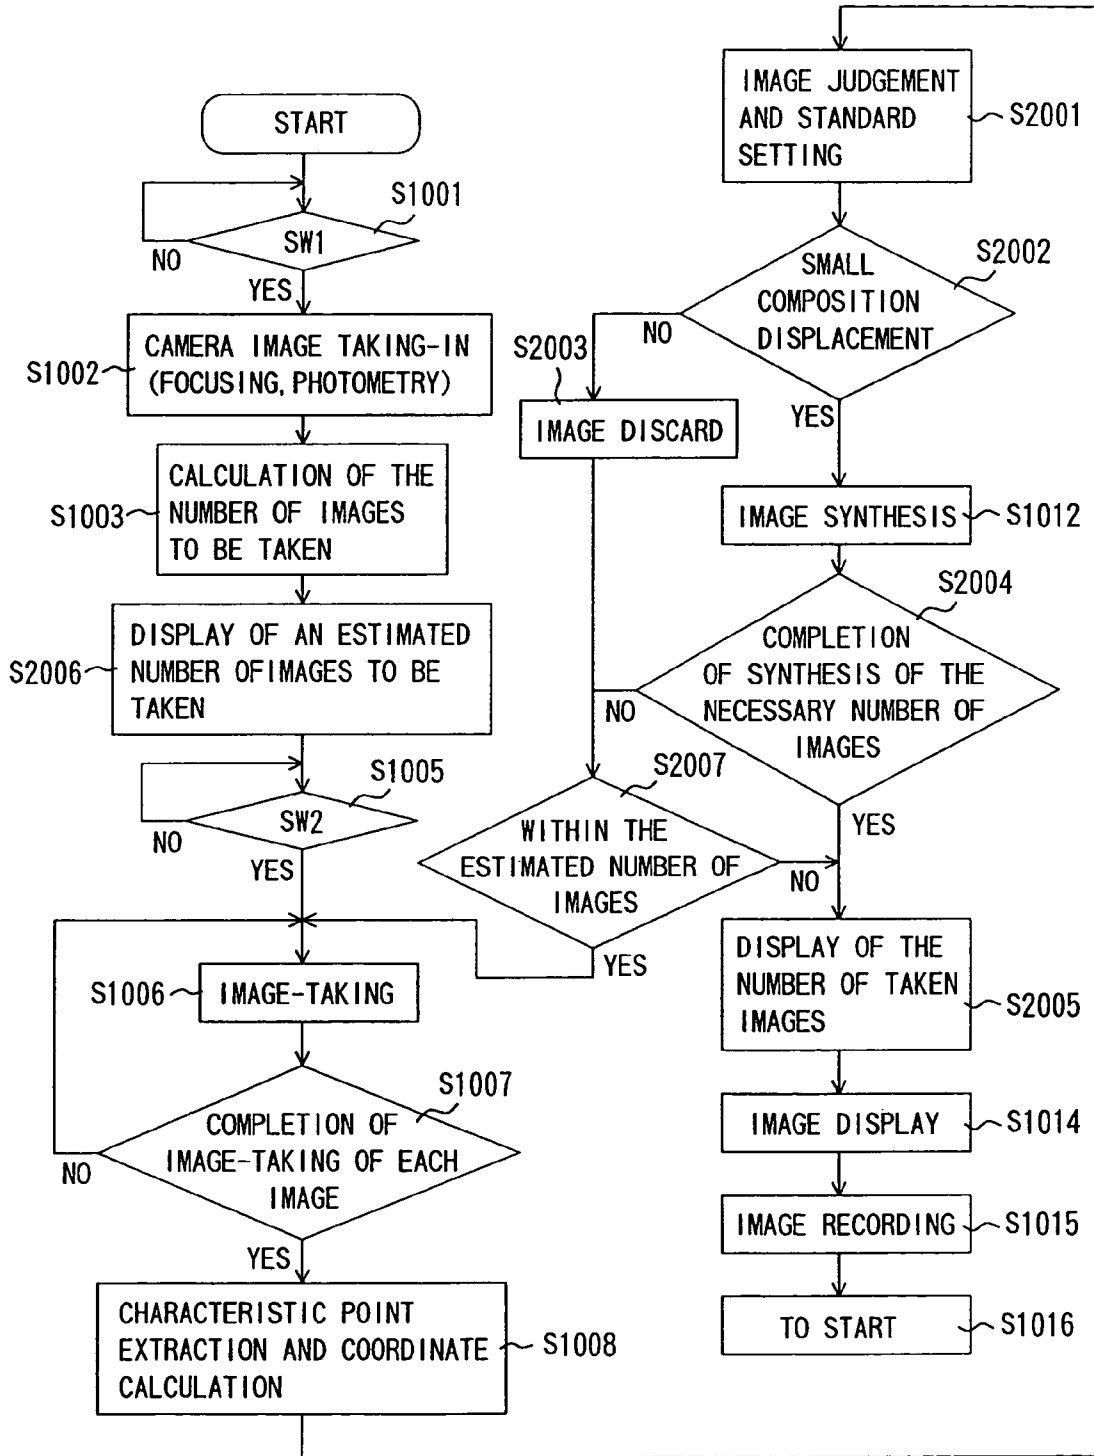 START
S1001
SW1
NO
YES
S1002
CAMERA IMAGE TAKING-IN
(FOCUSING, PHOTOMETRY)
S1003
CALCULATION OF THE
NUMBER OF IMAGES
TO BE TAKEN
S2006
DISPLAY OF AN ESTIMATED
NUMBER OFIMAGES TO BE
TAKEN
S1005
SW2
NO
YES
S1006
IMAGE-TAKING
S1007
COMPLETION OF
IMAGE-TAKING OF EACH
IMAGE
NO
YES
CHARACTERISTIC POINT
EXTRACTION AND COORDINATE
CALCULATION
S1008
IMAGE JUDGEMENT
AND STANDARD
SETTING
S2001
S2002
SMALL
COMPOSITION
DISPLACEMENT
NO
YES
S2003
IMAGE DISCARD
IMAGE SYNTHESIS
S1012
S2004
COMPLETION
OF SYNTHESIS OF THE
NECESSARY NUMBER OF
IMAGES
NO
YES
S2007
WITHIN THE
ESTIMATED NUMBER OF
IMAGES
NO
YES
DISPLAY OF THE
NUMBER OF TAKEN
IMAGES
S2005
IMAGE DISPLAY
S1014
IMAGE RECORDING
S1015
TO START
S1016